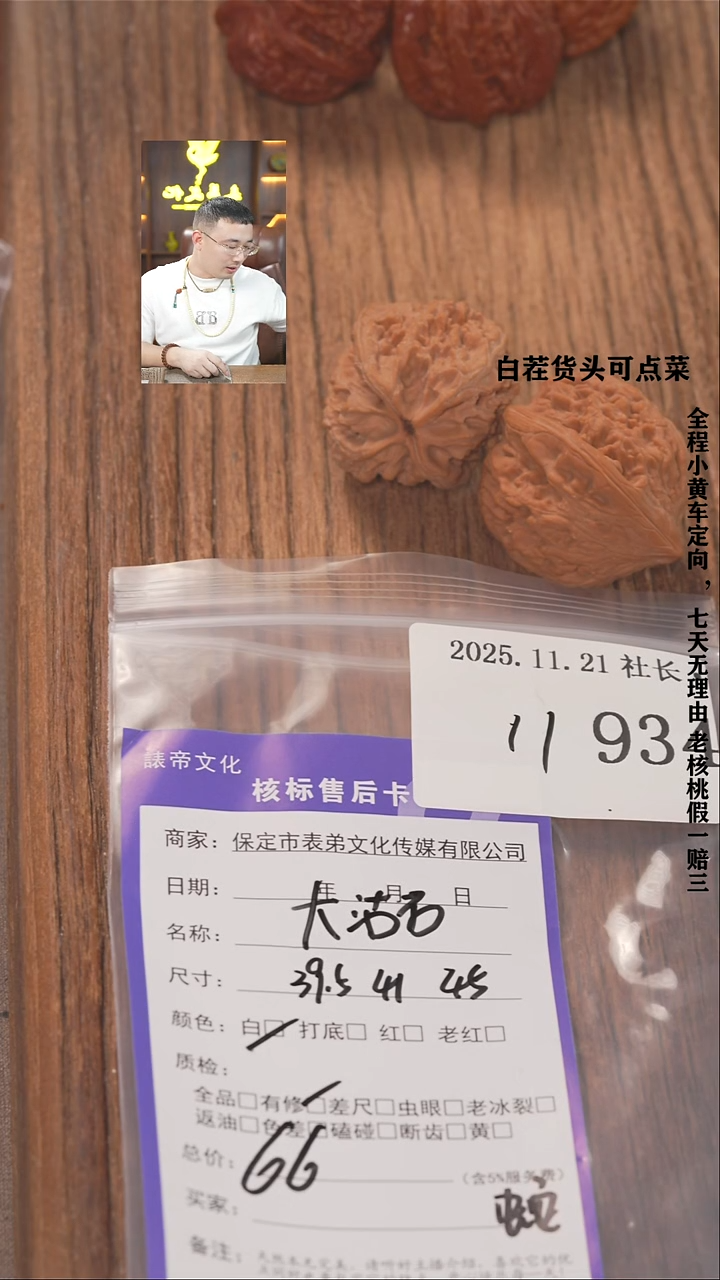 白茬货头可点菜
全程小黄车定向，七天无理由 老核桃假一赔三
2025.11.21 社长
11 934
錶帝文化
核标售后卡
商家：保定市表弟文化传媒有限公司
日期： 年 月 日
名称：
尺寸：39.5 41 45
颜色：白□ 打底□ 红□ 老红□
质检：
全品□有修□差尺□虫眼□老冰裂□
返油□色差□磕碰□断齿□黄□
总价：66 （含5%服务费）
买家：
备注：